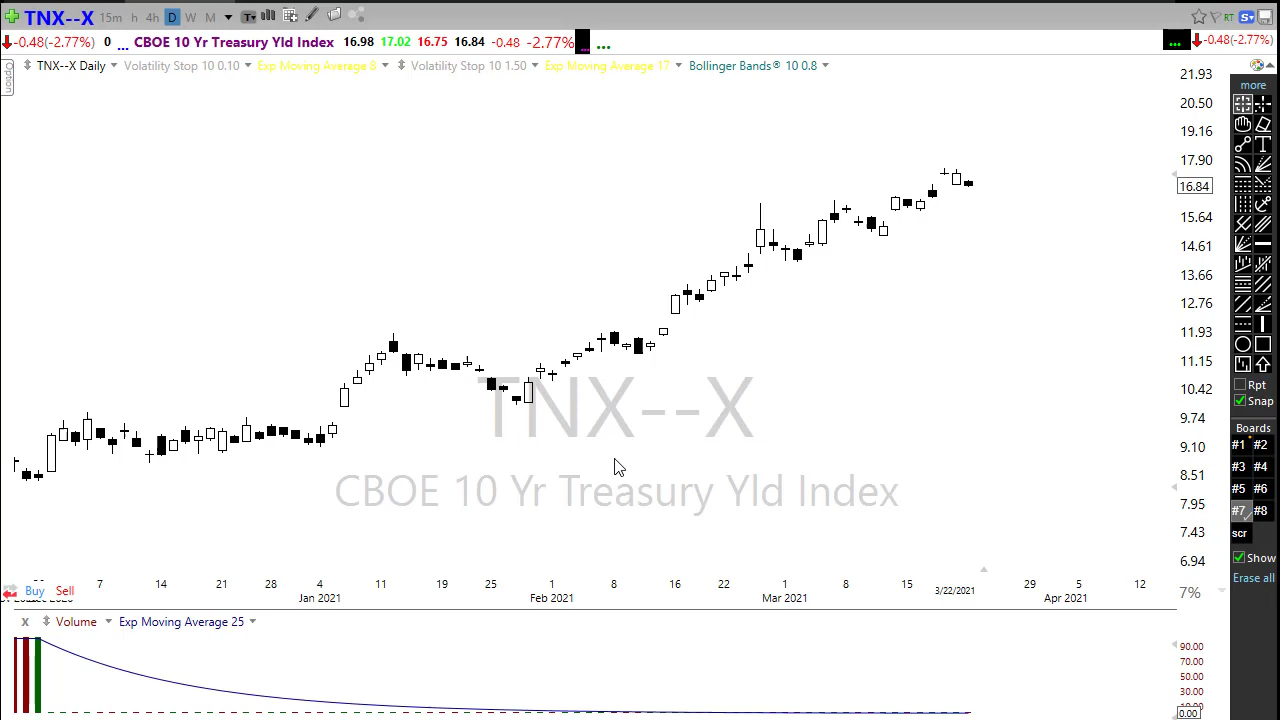 TNX--X 15m h 4h D W M T RT S
-0.48(-2.77%) 0 ... CBOE 10 Yr Treasury Yld Index 16.98 17.02 16.75 16.84 -0.48 -2.77% ... ... -0.48(-2.77%)
Option TNX--X Daily Volatility Stop 10 0.10 Exp Moving Average 8 Volatility Stop 10 1.50 Exp Moving Average 17 Bollinger Bands® 10 0.8
21.93
more
20.50
19.16
17.90
16.84
15.64
14.61
13.66
12.76
11.93
11.15
10.42
9.74
9.10
8.51
7.95
7.43
6.94
Rpt
Snap
Boards
#1 #2
#3 #4
#5 #6
#7 #8
scr
Show
Erase all
TNX--X
CBOE 10 Yr Treasury Yld Index
7 14 21 28 4 11 19 25 1 8 16 22 1 8 15 3/22/2021 29 5 12
Buy Sell 7%
Jan 2021 Feb 2021 Mar 2021 Apr 2021
x Volume Exp Moving Average 25
90.00
70.00
50.00
30.00
0.00